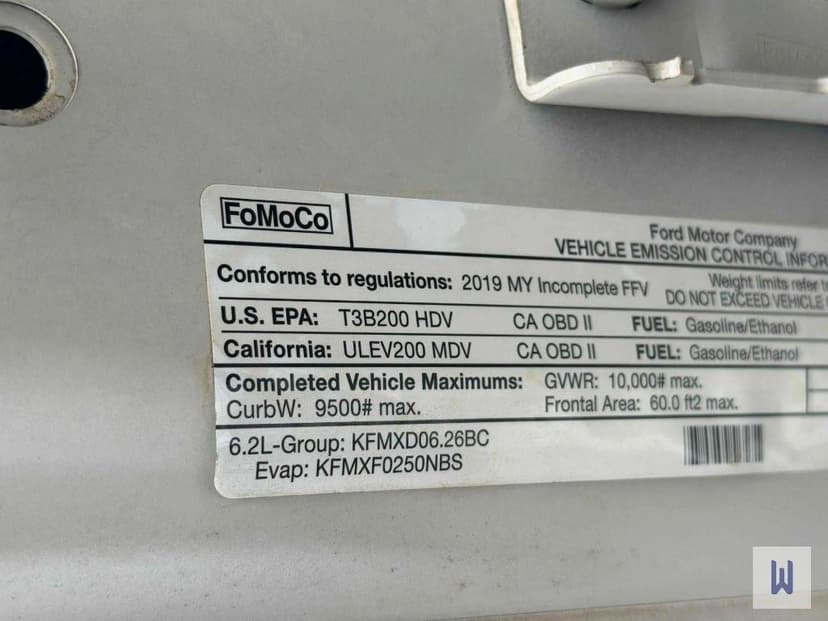 FoMoCo
Ford Motor Company
VEHICLE EMISSION CONTROL INFOR
Conforms to regulations: 2019 MY Incomplete FFV
Weight limits refer to
DO NOT EXCEED VEHICLE
U.S. EPA: T3B200 HDV CA OBD II FUEL: Gasoline/Ethanol
California: ULEV200 MDV CA OBD II FUEL: Gasoline/Ethanol
Completed Vehicle Maximums: GVWR: 10,000# max.
CurbW: 9500# max. Frontal Area: 60.0 ft2 max.
6.2L-Group: KFMXD06.26BC
Evap: KFMXF0250NBS
W